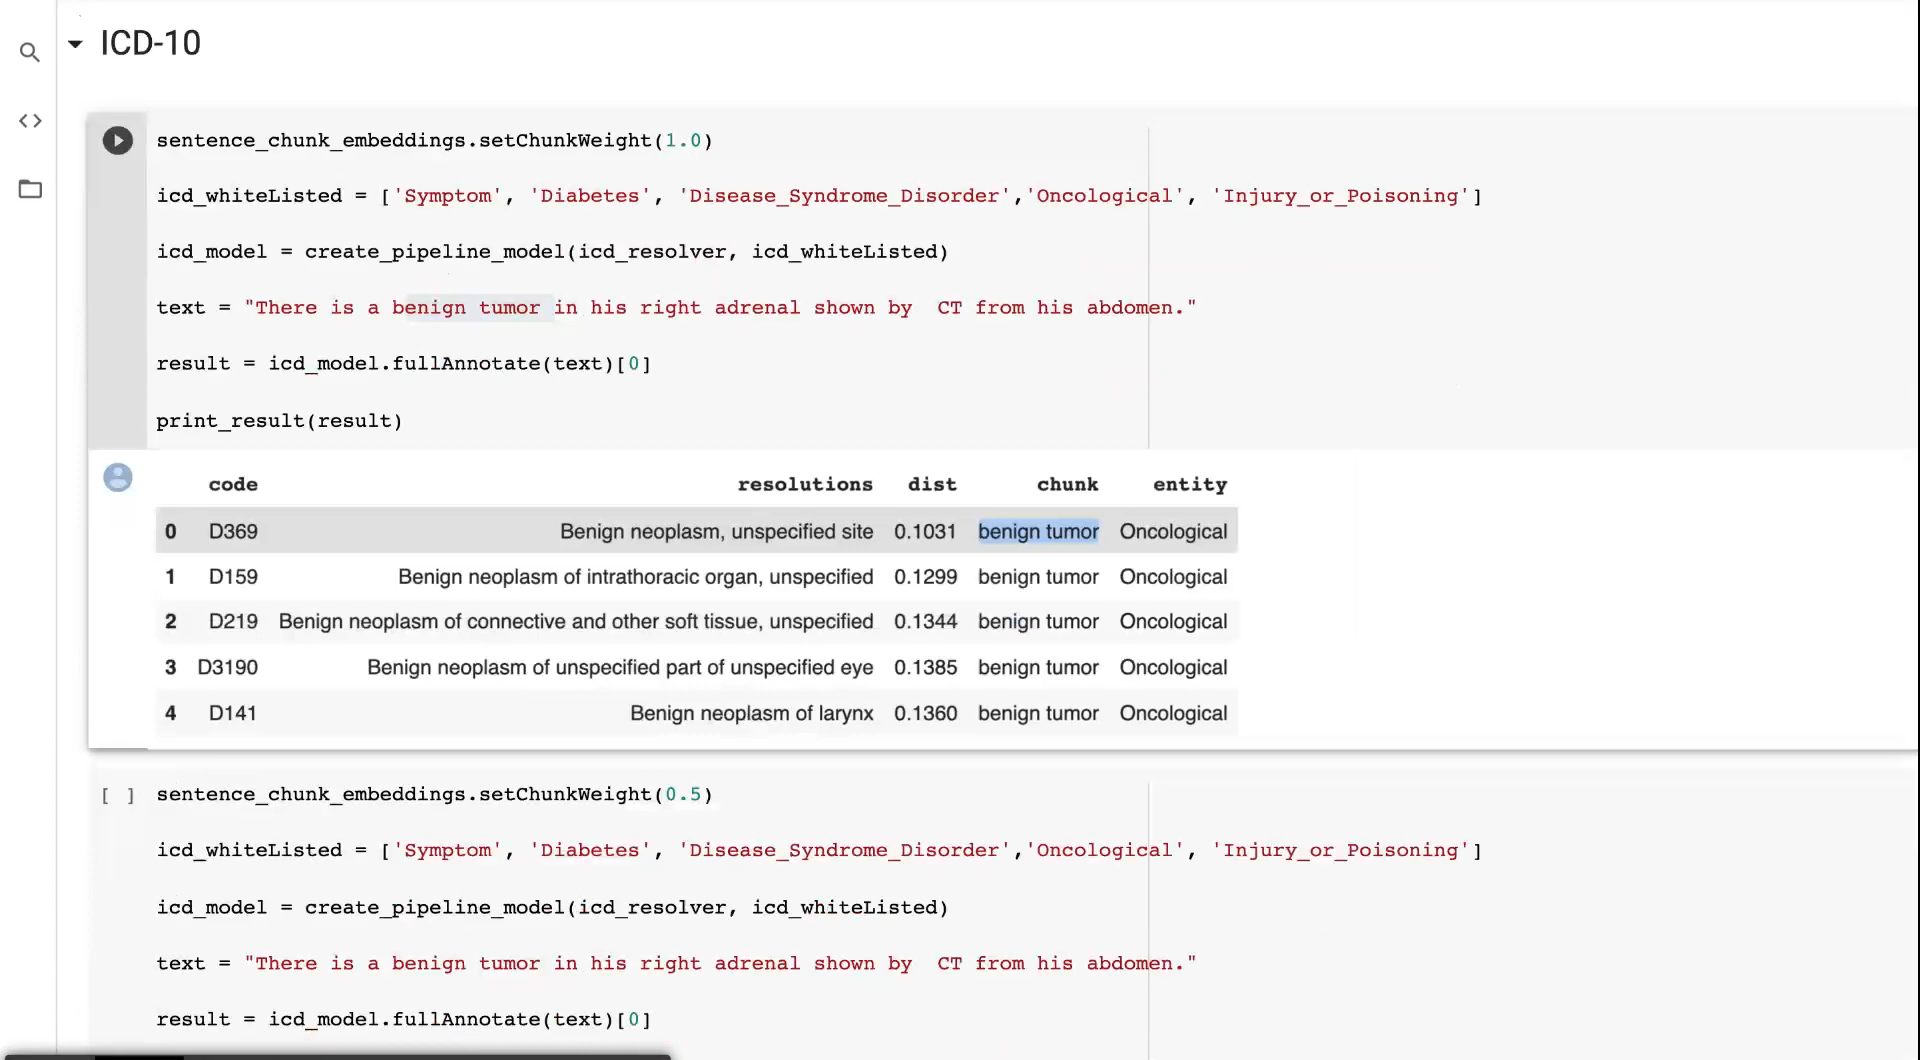 ICD-10
sentence_chunk_embeddings.setChunkWeight(1.0)
icd_whiteListed = ['Symptom', 'Diabetes', 'Disease_Syndrome_Disorder','Oncological', 'Injury_or_Poisoning']
icd_model = create_pipeline_model(icd_resolver, icd_whiteListed)
text = "There is a benign tumor in his right adrenal shown by  CT from his abdomen."
result = icd_model.fullAnnotate(text)[0]
print_result(result)
code resolutions dist chunk entity
0 D369 Benign neoplasm, unspecified site 0.1031 benign tumor Oncological
1 D159 Benign neoplasm of intrathoracic organ, unspecified 0.1299 benign tumor Oncological
2 D219 Benign neoplasm of connective and other soft tissue, unspecified 0.1344 benign tumor Oncological
3 D3190 Benign neoplasm of unspecified part of unspecified eye 0.1385 benign tumor Oncological
4 D141 Benign neoplasm of larynx 0.1360 benign tumor Oncological
[ ] sentence_chunk_embeddings.setChunkWeight(0.5)
icd_whiteListed = ['Symptom', 'Diabetes', 'Disease_Syndrome_Disorder','Oncological', 'Injury_or_Poisoning']
icd_model = create_pipeline_model(icd_resolver, icd_whiteListed)
text = "There is a benign tumor in his right adrenal shown by  CT from his abdomen."
result = icd_model.fullAnnotate(text)[0]